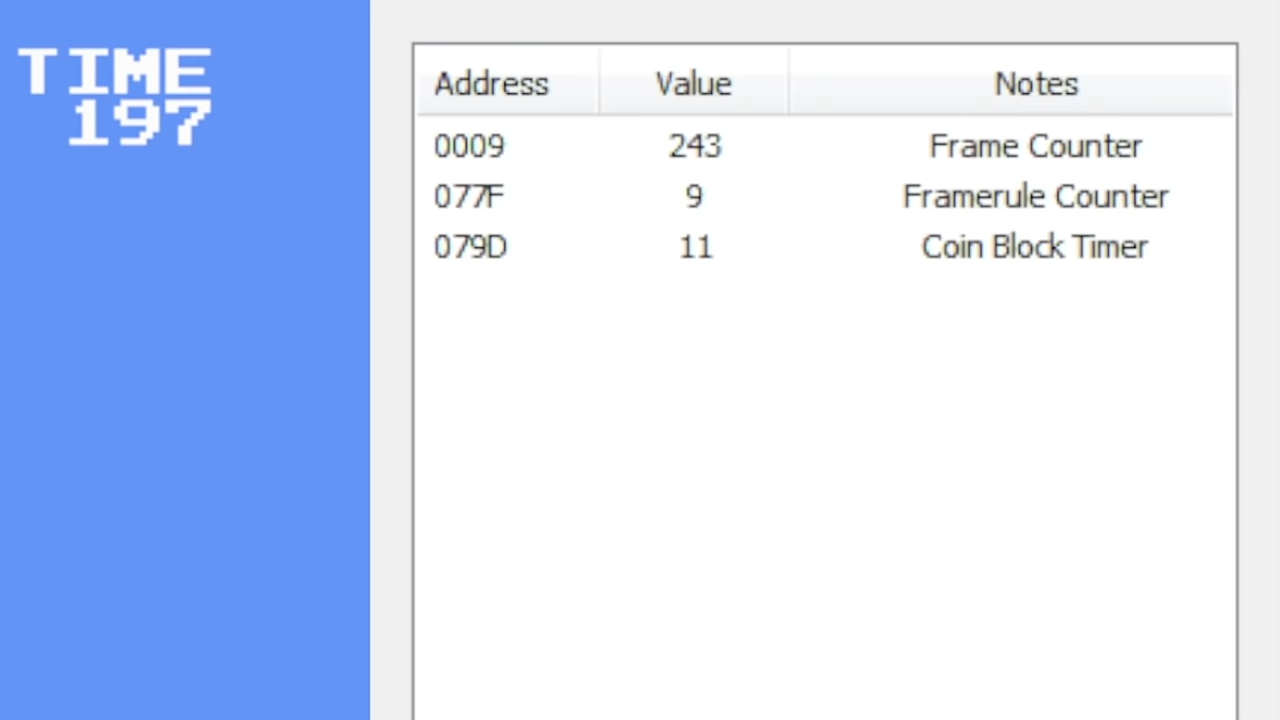 TIME
197
Address Value Notes
0009 243 Frame Counter
077F 9 Framerule Counter
079D 11 Coin Block Timer